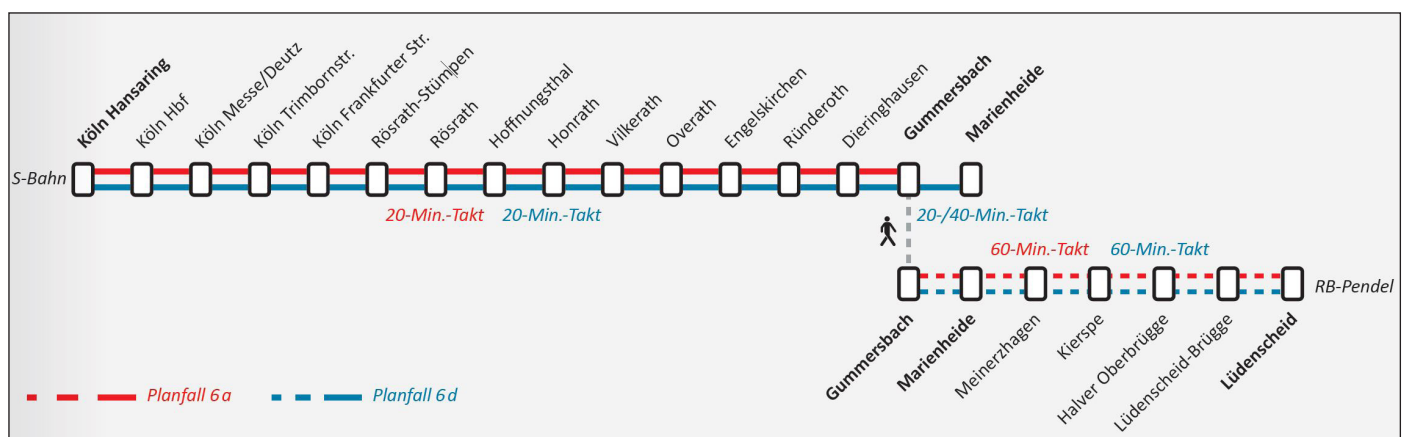 Köln Hansaring
Köln Hbf
Köln Messe/Deutz
Köln Trimbornstr.
Köln Frankfurter Str.
Rösrath-Stümpen
Rösrath
Hoffnungsthal
Honrath
Vilkerath
Overath
Engelskirchen
Ründeroth
Dieringhausen
Gummersbach
Marienheide
S-Bahn
20-Min.-Takt
20-Min.-Takt
20-/40-Min.-Takt
60-Min.-Takt
60-Min.-Takt
RB-Pendel
Gummersbach
Marienheide
Meinerzhagen
Kierspe
Halver Oberbrügge
Lüdenscheid-Brügge
Lüdenscheid
Planfall 6a
Planfall 6d